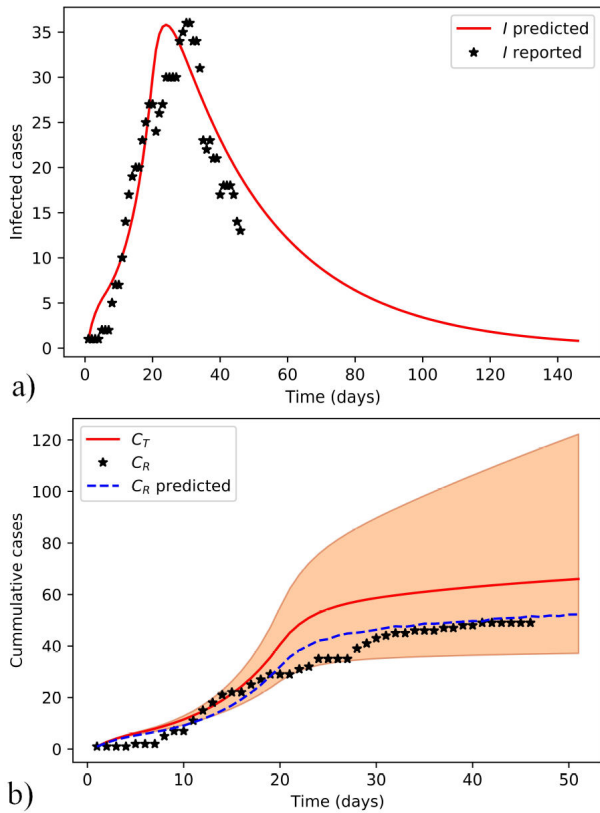 35
30
25
20
15
10
5
0
Infected cases
I predicted
I reported
0 20 40 60 80 100 120 140
Time (days)
a)
120
100
80
60
40
20
0
Cummulative cases
C_T
C_R
C_R predicted
0 10 20 30 40 50
Time (days)
b)